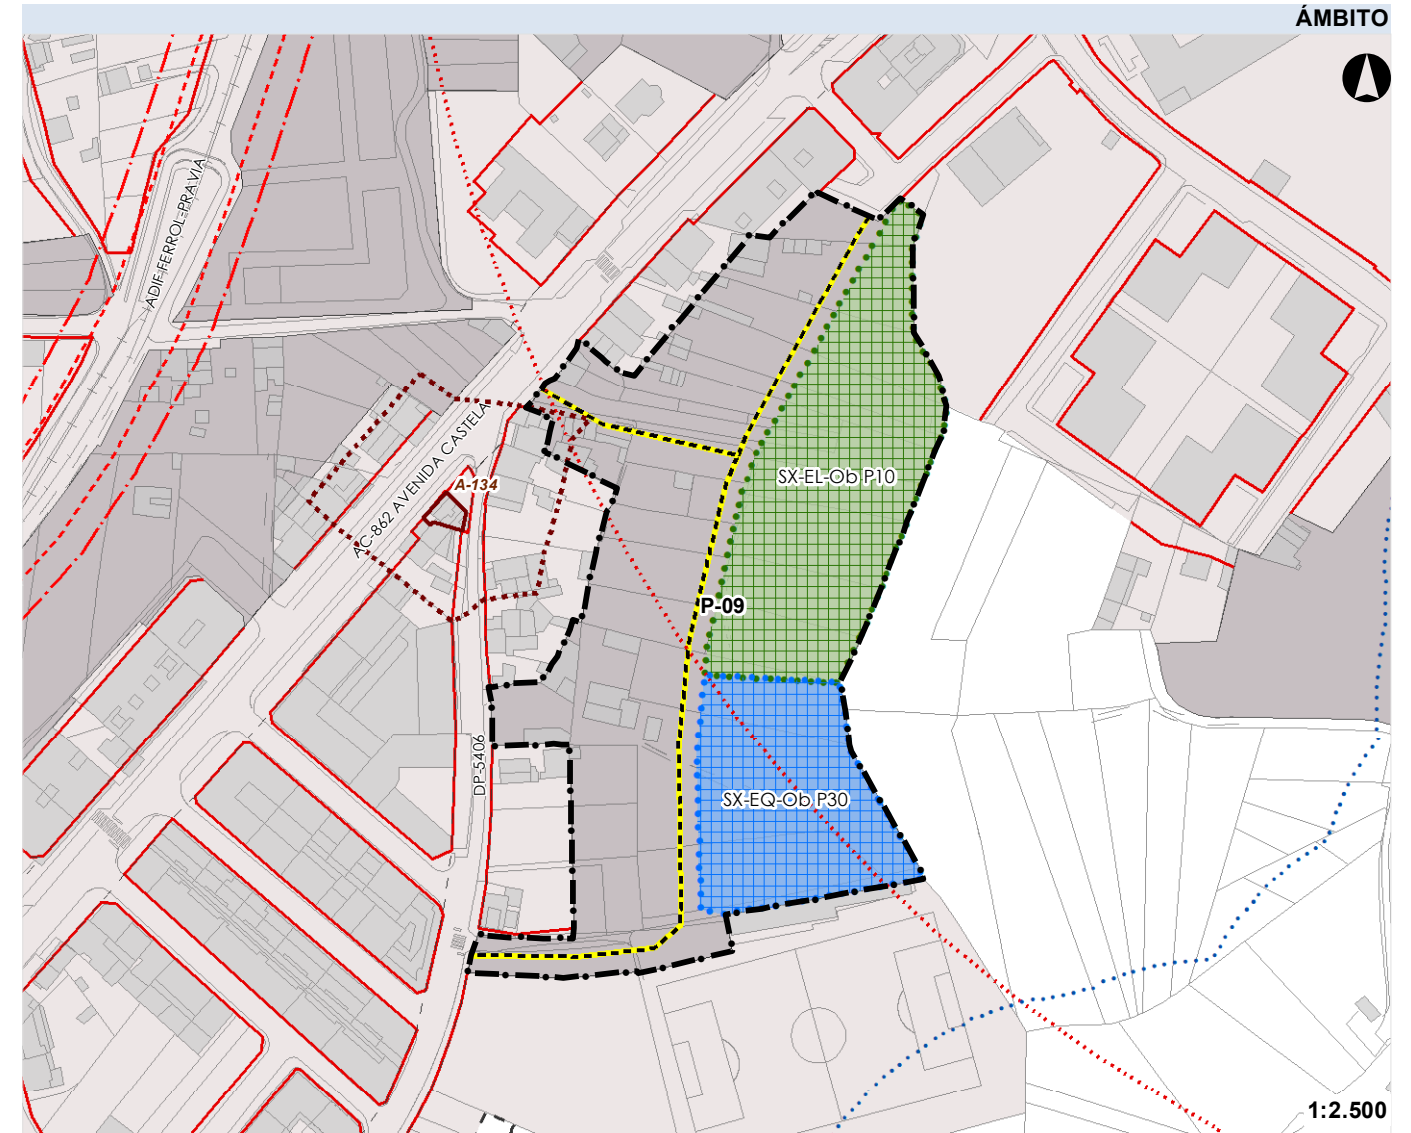 ÁMBITO
ADIF-FERROL-PRAVIA
AC-862 AVENIDA CASTELA
A-134
SX-EL-Ob P10
P-09
DP-5406
SX-EQ-Ob P30
1:2.500